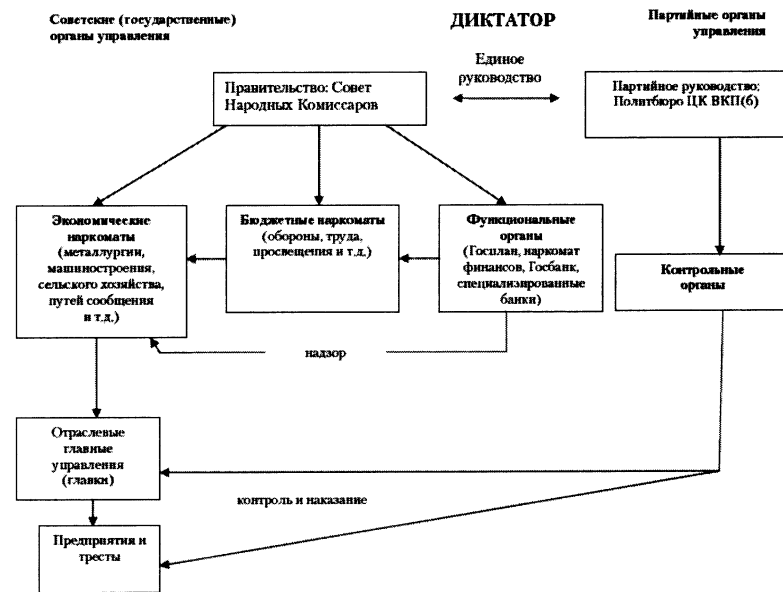 Советские (государственные)
органы управления
ДИКТАТОР
Партийные органы
управления
Единое
руководство
Правительство: Совет
Народных Комиссаров
Партийное руководство;
Политбюро ЦК ВКП(б)
Экономические
наркоматы
(металлургии,
машиностроения,
сельского хозяйства,
путей сообщения
и т.д.)
Бюджетные наркоматы
(обороны, труда,
просвещения и т.д.)
Функциональные
органы
(Госплан, наркомат
финансов, Госбанк,
специализированные
банки)
Контрольные
органы
надзор
Отраслевые
главные
управления
(главки)
контроль и наказание
Предприятия и
тресты